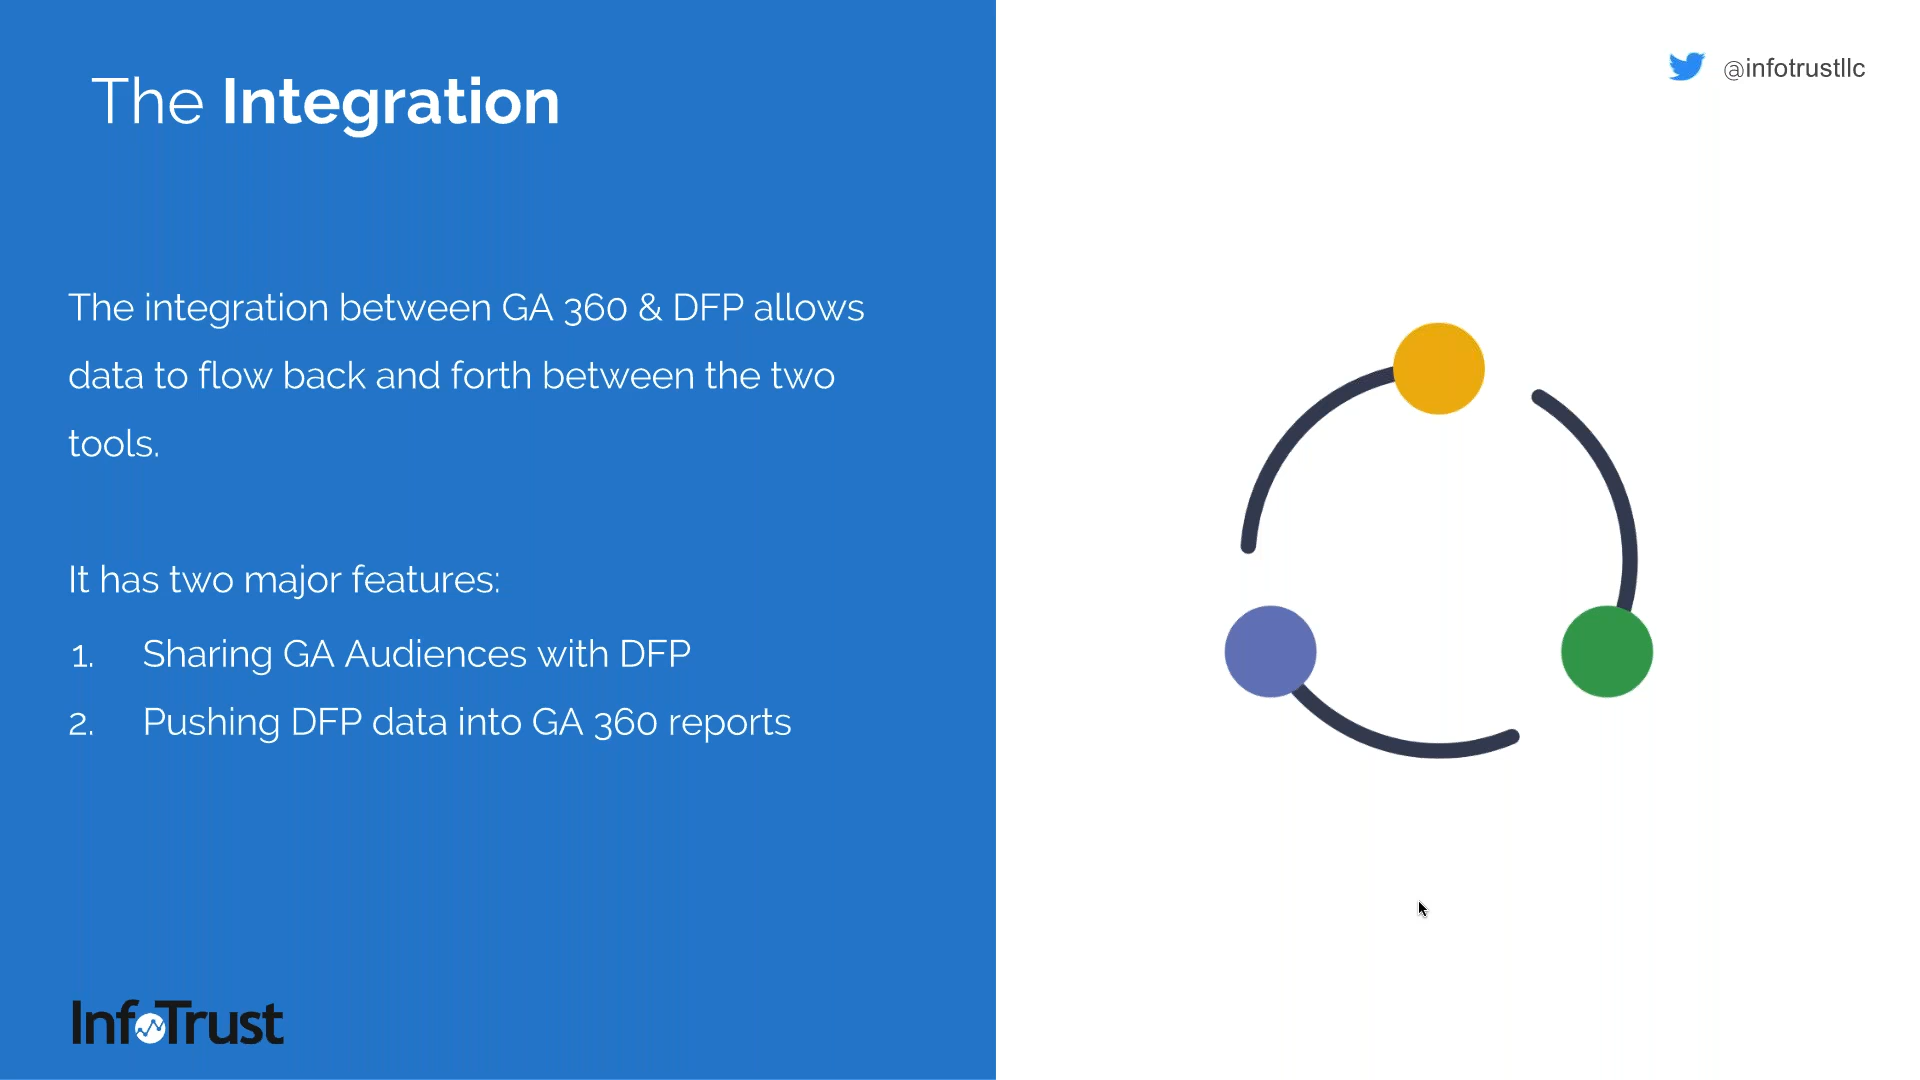 The Integration
@infotrustllc
The integration between GA 360 & DFP allows
data to flow back and forth between the two
tools.
It has two major features:
1. Sharing GA Audiences with DFP
2. Pushing DFP data into GA 360 reports
InfoTrust